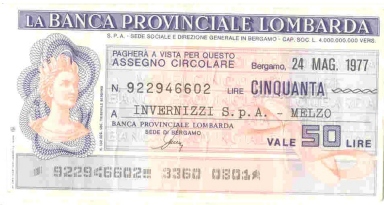 LA BANCA PROVINCIALE LOMBARDA
S.P.A. - SEDE SOCIALE E DIREZIONE GENERALE IN BERGAMO - CAP. SOC. L. 4.000.000.000 VERS.
PAGHERÀ A VISTA PER QUESTO
ASSEGNO CIRCOLARE Bergamo, 24 MAG. 1977
N. 922946602 LIRE CINQUANTA
A INVERNIZZI S.p.A. - MELZO
BANCA PROVINCIALE LOMBARDA
SEDE DI BERGAMO
VALE 50 LIRE
922946602 3360 0801